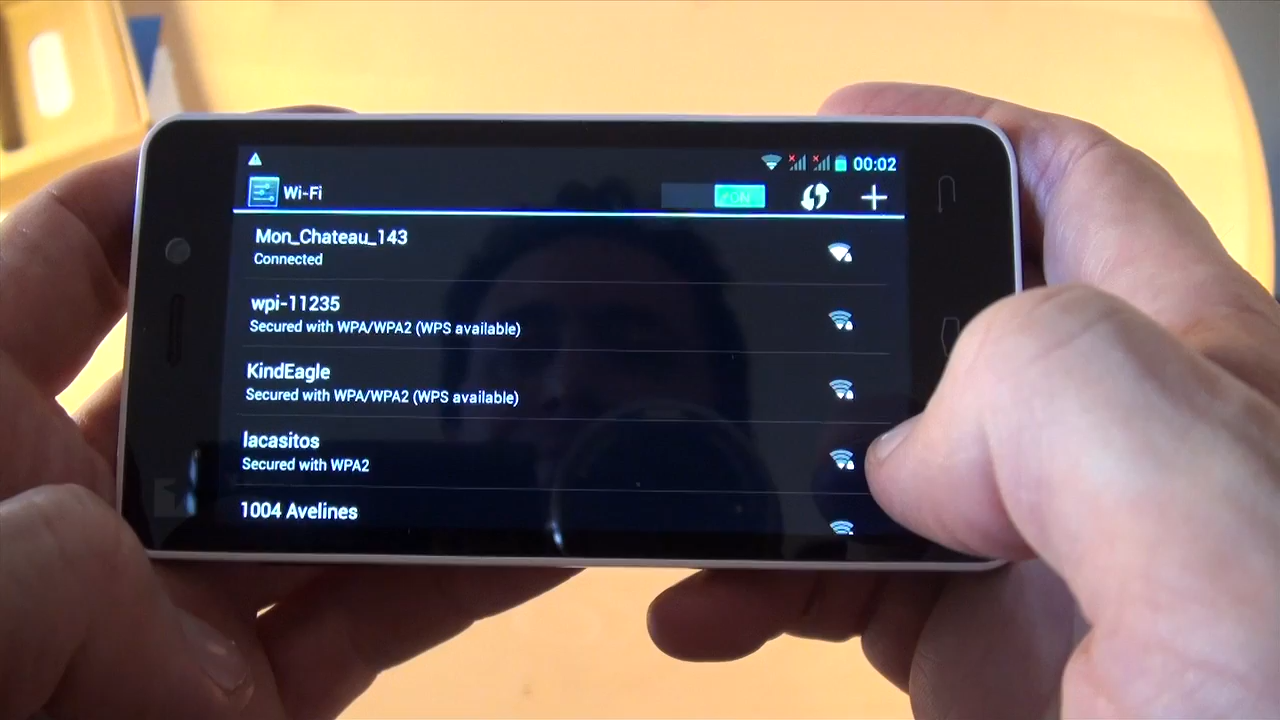 00:02
Wi-Fi
ON
Mon_Chateau_143
Connected
wpi-11235
Secured with WPA/WPA2 (WPS available)
KindEagle
Secured with WPA/WPA2 (WPS available)
lacasitos
Secured with WPA2
1004 Avelines